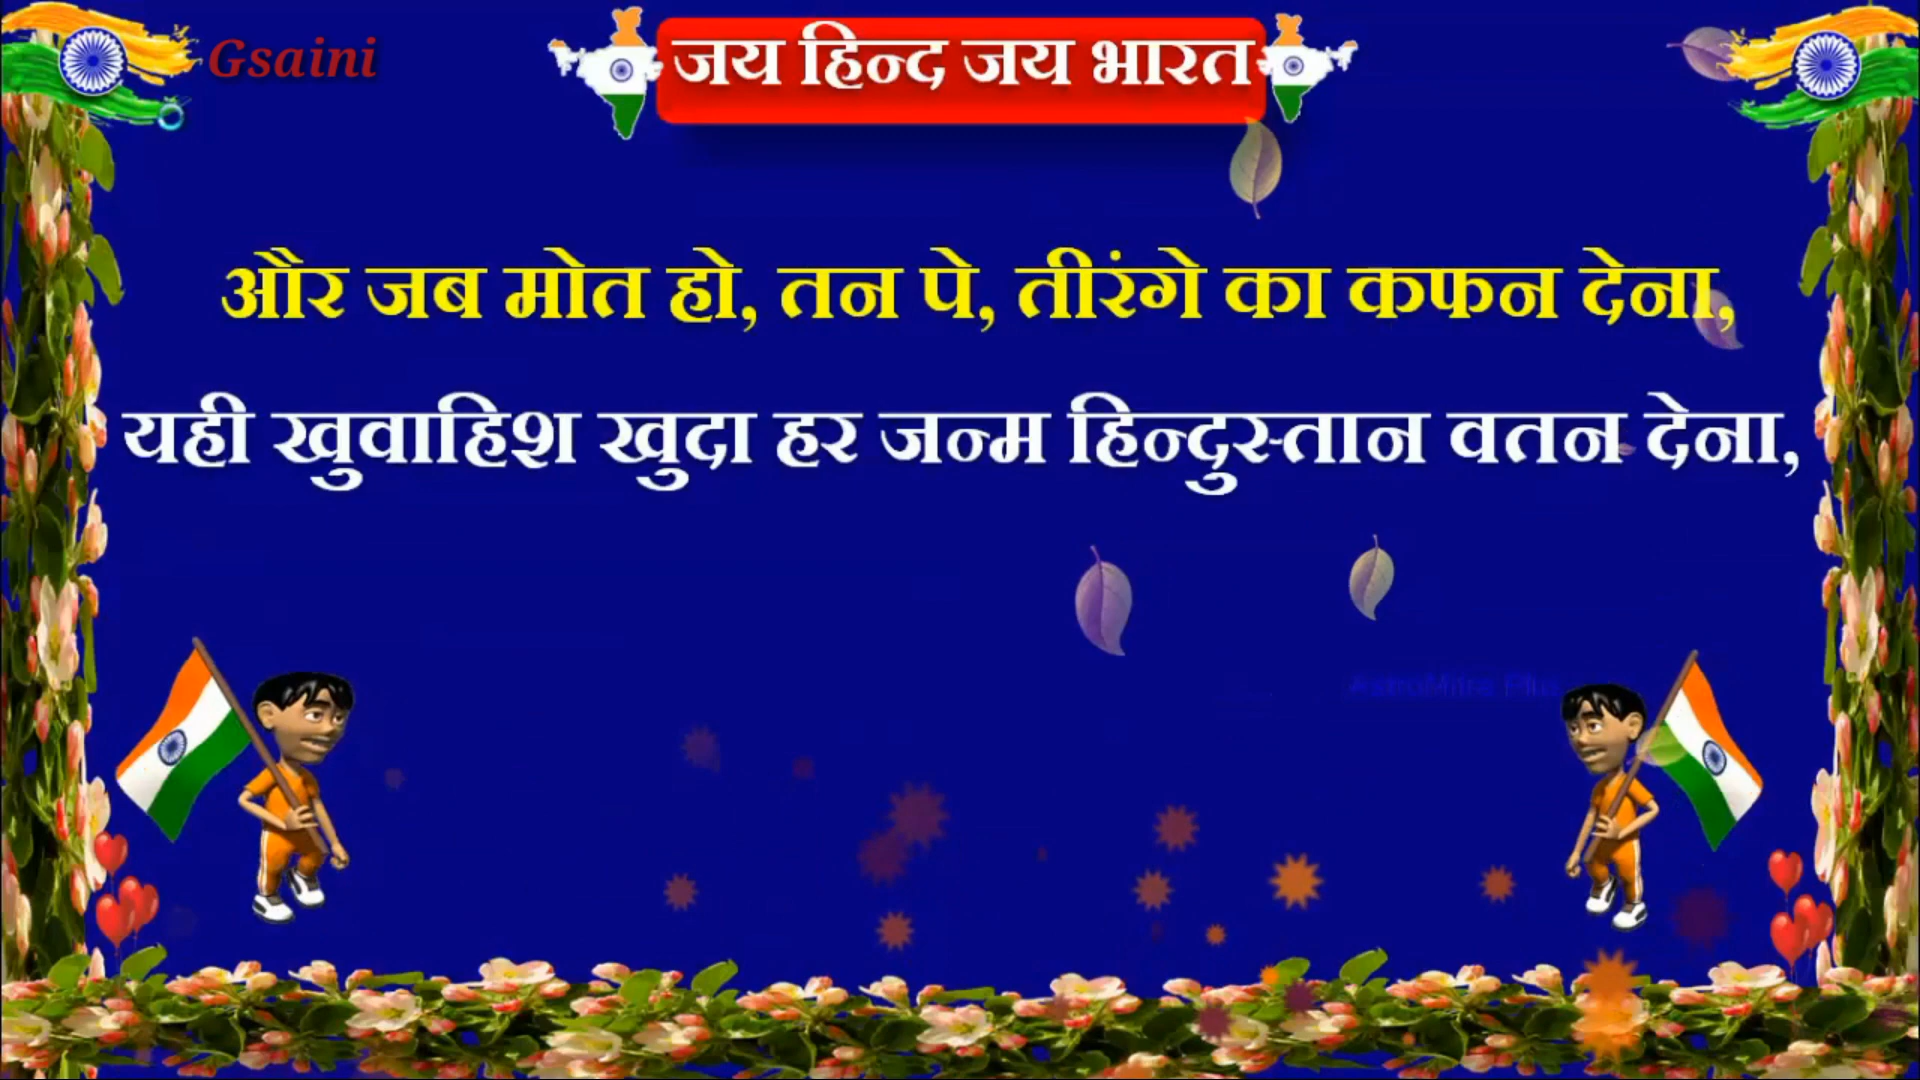 Gsaini
जय हिन्द जय भारत
और जब मोत हो, तन पे, तीरंगे का कफन देना,
यही खुवाहिश खुदा हर जन्म हिन्दुस्तान वतन देना,